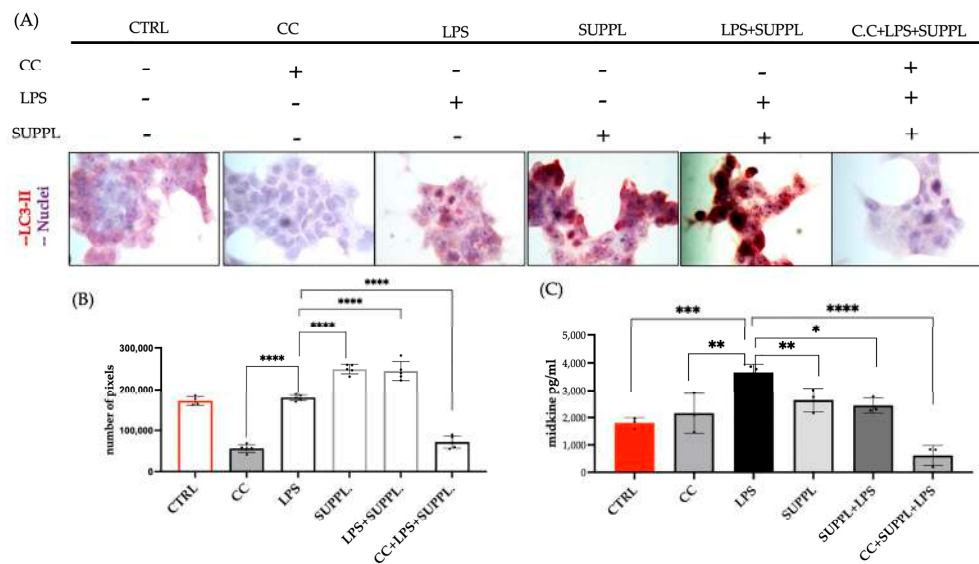 (A)
CTRL CC LPS SUPPL LPS+SUPPL C.C+LPS+SUPPL
CC - + - - - +
LPS - - + - + +
SUPPL - - - + + +
--LC3-II
-- Nuclei
(B)
****
****
****
****
number of pixels
300,000
200,000
100,000
0
CTRL
CC
LPS
SUPPL.
LPS+SUPPL.
CC+LPS+SUPPL.
(C)
*** ****
*
** **
midkine pg/ml
5,000
4,000
3,000
2,000
1,000
0
CTRL
CC
LPS
SUPPL
SUPPL+LPS
CC+SUPPL+LPS